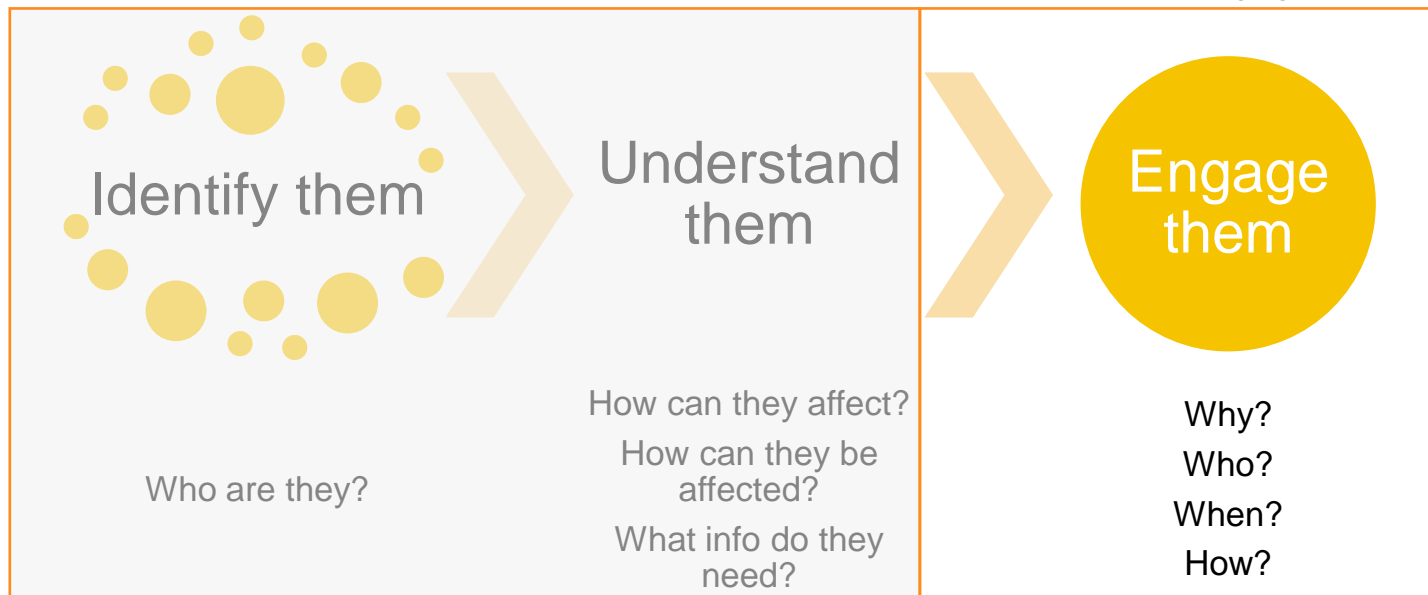 Identify them
Understand
them
Engage
them
Who are they?
How can they affect?
How can they be
affected?
What info do they
need?
Why?
Who?
When?
How?